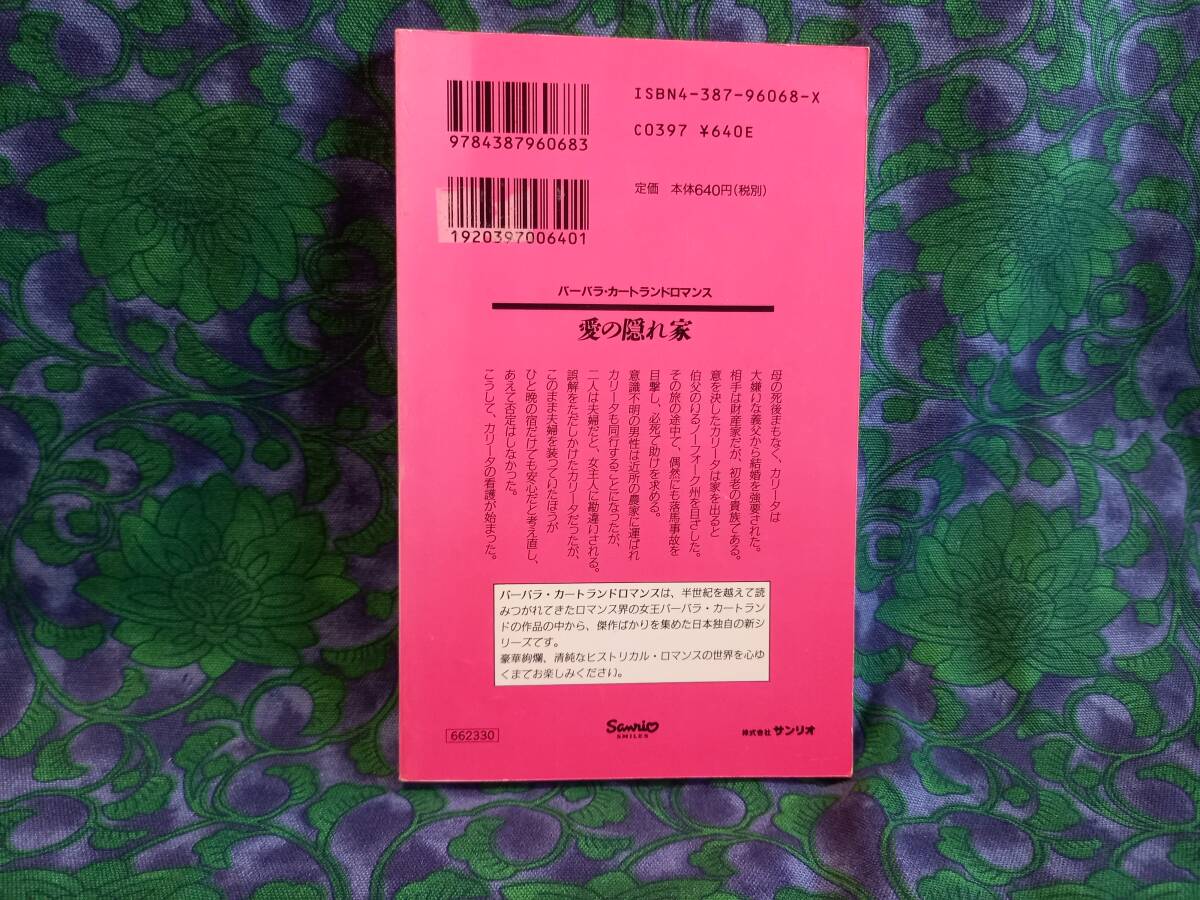 ISBN4-387-96068-X
C0397 ¥640E
9784387960683
定価 本体640円(税別)
1920397006401
バーバラ・カートランドロマンス
愛の隠れ家
母の死後まもなく、カリータは
大嫌いな義父から結婚を強要された。
相手は財産家だが、初老の貴族である。
意を決したカリータは家を出ると
伯父のいるノーフォーク州を目ざした。
その旅の途中で、偶然にも落馬事故を
目撃し、必死で助けを求める。
意識不明の男性は近所の農家に運ばれ
カリータも同行することになったが、
二人は夫婦だと、女主人に勘違いされる。
誤解をただしかけたカリータだったが、
このまま夫婦を装っていたほうが
ひと晩の宿だけでも安心だと考え直し、
あえて否定はしなかった。
こうして、カリータの看護が始まった。
バーバラ・カートランドロマンスは、半世紀を越えて読
みつがれてきたロマンス界の女王バーバラ・カートラン
ドの作品の中から、傑作ばかりを集めた日本独自の新シ
リーズです。
豪華絢爛、清純なヒストリカル・ロマンスの世界を心ゆ
くまでお楽しみください。
662330
Sanrio
SMILES
株式会社 サンリオ